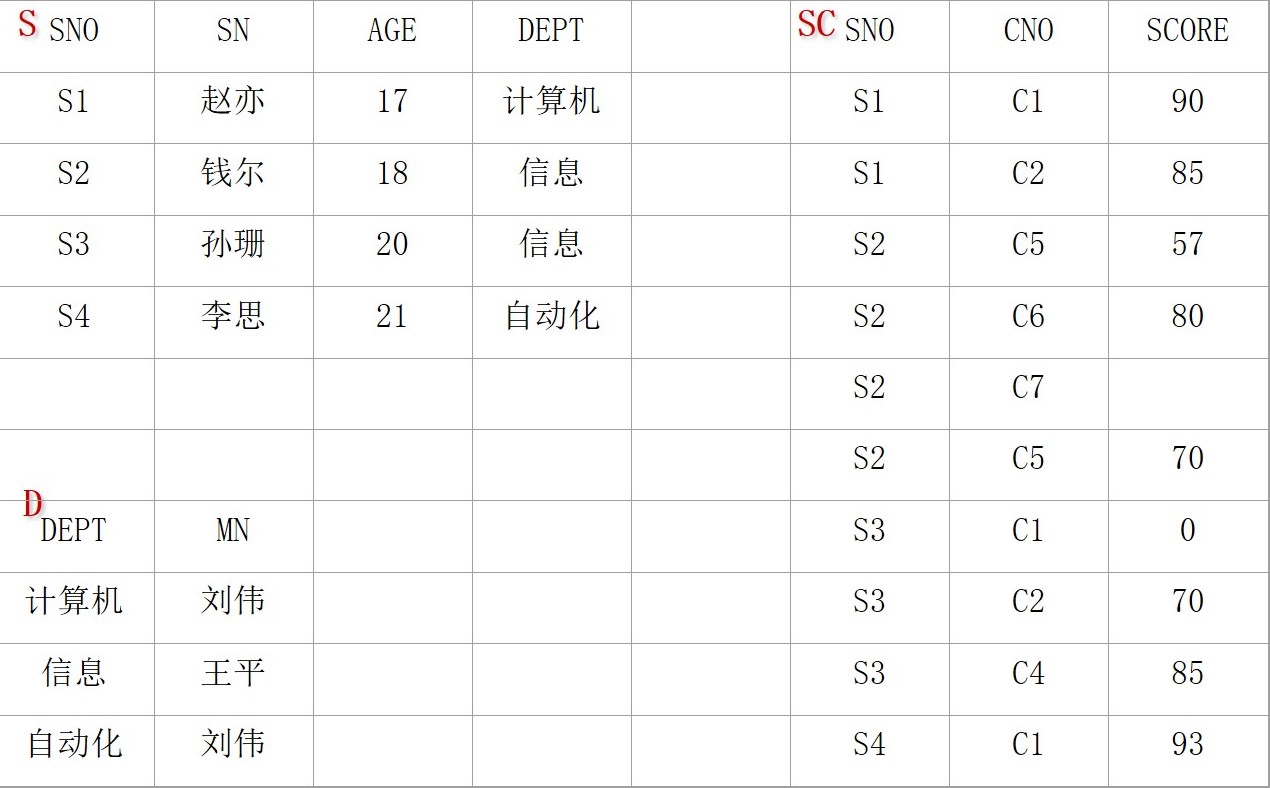 S SNO SN AGE DEPT SC SNO CNO SCORE
S1 赵亦 17 计算机 S1 C1 90
S2 钱尔 18 信息 S1 C2 85
S3 孙珊 20 信息 S2 C5 57
S4 李思 21 自动化 S2 C6 80
S2 C7
S2 C5 70
D
DEPT MN S3 C1 0
计算机 刘伟 S3 C2 70
信息 王平 S3 C4 85
自动化 刘伟 S4 C1 93